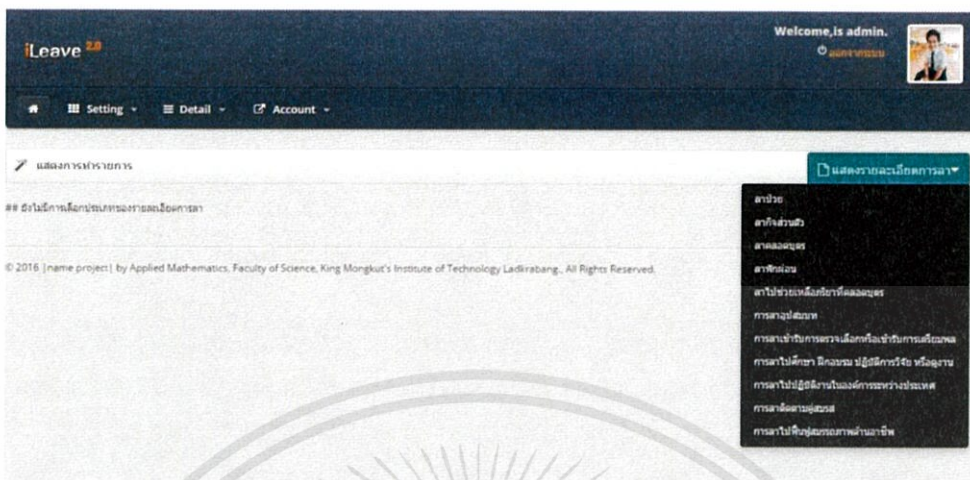 iLeave 2.0
Welcome,is admin.
ออกจากระบบ
Setting
Detail
Account
แสดงการทำรายการ
แสดงรายละเอียดการลา
## ยังไม่มีการเลือกประเภทของรายละเอียดการลา
ลาป่วย
ลากิจส่วนตัว
ลาคลอดบุตร
ลาพักผ่อน
ลาไปช่วยเหลือภริยาที่คลอดบุตร
การลาอุปสมบท
การลาเข้ารับการตรวจเลือกหรือเข้ารับการเตรียมพล
การลาไปศึกษา ฝึกอบรม ปฏิบัติการวิจัย หรือดูงาน
การลาไปปฏิบัติงานในองค์การระหว่างประเทศ
การลาติดตามคู่สมรส
การลาไปฟื้นฟูสมรรถภาพด้านอาชีพ
© 2016 |name project| by Applied Mathematics, Faculty of Science, King Mongkut's Institute of Technology Ladkrabang., All Rights Reserved.